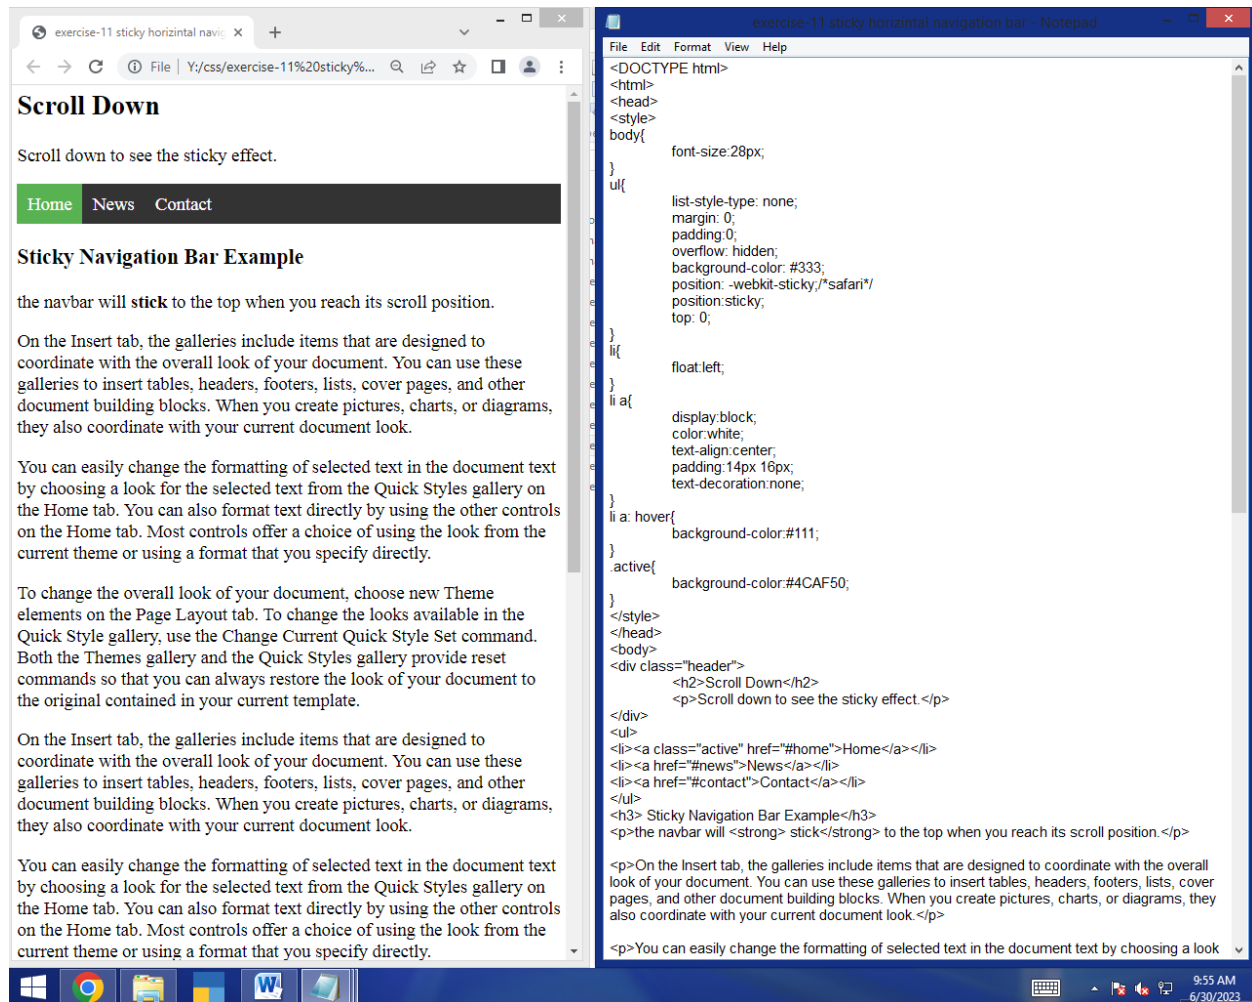 exercise-11 sticky horizintal navig
exercise-11 sticky horizintal navigation bar - Notepad
File | Y:/css/exercise-11%20sticky%...
File Edit Format View Help
Scroll Down
Scroll down to see the sticky effect.
Home News Contact
Sticky Navigation Bar Example
the navbar will stick to the top when you reach its scroll position.
On the Insert tab, the galleries include items that are designed to
coordinate with the overall look of your document. You can use these
galleries to insert tables, headers, footers, lists, cover pages, and other
document building blocks. When you create pictures, charts, or diagrams,
they also coordinate with your current document look.
You can easily change the formatting of selected text in the document text
by choosing a look for the selected text from the Quick Styles gallery on
the Home tab. You can also format text directly by using the other controls
on the Home tab. Most controls offer a choice of using the look from the
current theme or using a format that you specify directly.
To change the overall look of your document, choose new Theme
elements on the Page Layout tab. To change the looks available in the
Quick Style gallery, use the Change Current Quick Style Set command.
Both the Themes gallery and the Quick Styles gallery provide reset
commands so that you can always restore the look of your document to
the original contained in your current template.
On the Insert tab, the galleries include items that are designed to
coordinate with the overall look of your document. You can use these
galleries to insert tables, headers, footers, lists, cover pages, and other
document building blocks. When you create pictures, charts, or diagrams,
they also coordinate with your current document look.
You can easily change the formatting of selected text in the document text
by choosing a look for the selected text from the Quick Styles gallery on
the Home tab. You can also format text directly by using the other controls
on the Home tab. Most controls offer a choice of using the look from the
current theme or using a format that you specify directly.
<DOCTYPE html>
<html>
<head>
<style>
body{
font-size:28px;
}
ul{
list-style-type: none;
margin: 0;
padding:0;
overflow: hidden;
background-color: #333;
position: -webkit-sticky;/*safari*/
position:sticky;
top: 0;
}
li{
float:left;
}
li a{
display:block;
color:white;
text-align:center;
padding:14px 16px;
text-decoration:none;
}
li a: hover{
background-color:#111;
}
.active{
background-color:#4CAF50;
}
</style>
</head>
<body>
<div class="header">
<h2>Scroll Down</h2>
<p>Scroll down to see the sticky effect.</p>
</div>
<ul>
<li><a class="active" href="#home">Home</a></li>
<li><a href="#news">News</a></li>
<li><a href="#contact">Contact</a></li>
</ul>
<h3> Sticky Navigation Bar Example</h3>
<p>the navbar will <strong> stick</strong> to the top when you reach its scroll position.</p>
<p>On the Insert tab, the galleries include items that are designed to coordinate with the overall
look of your document. You can use these galleries to insert tables, headers, footers, lists, cover
pages, and other document building blocks. When you create pictures, charts, or diagrams, they
also coordinate with your current document look.</p>
<p>You can easily change the formatting of selected text in the document text by choosing a look
9:55 AM
6/30/2023